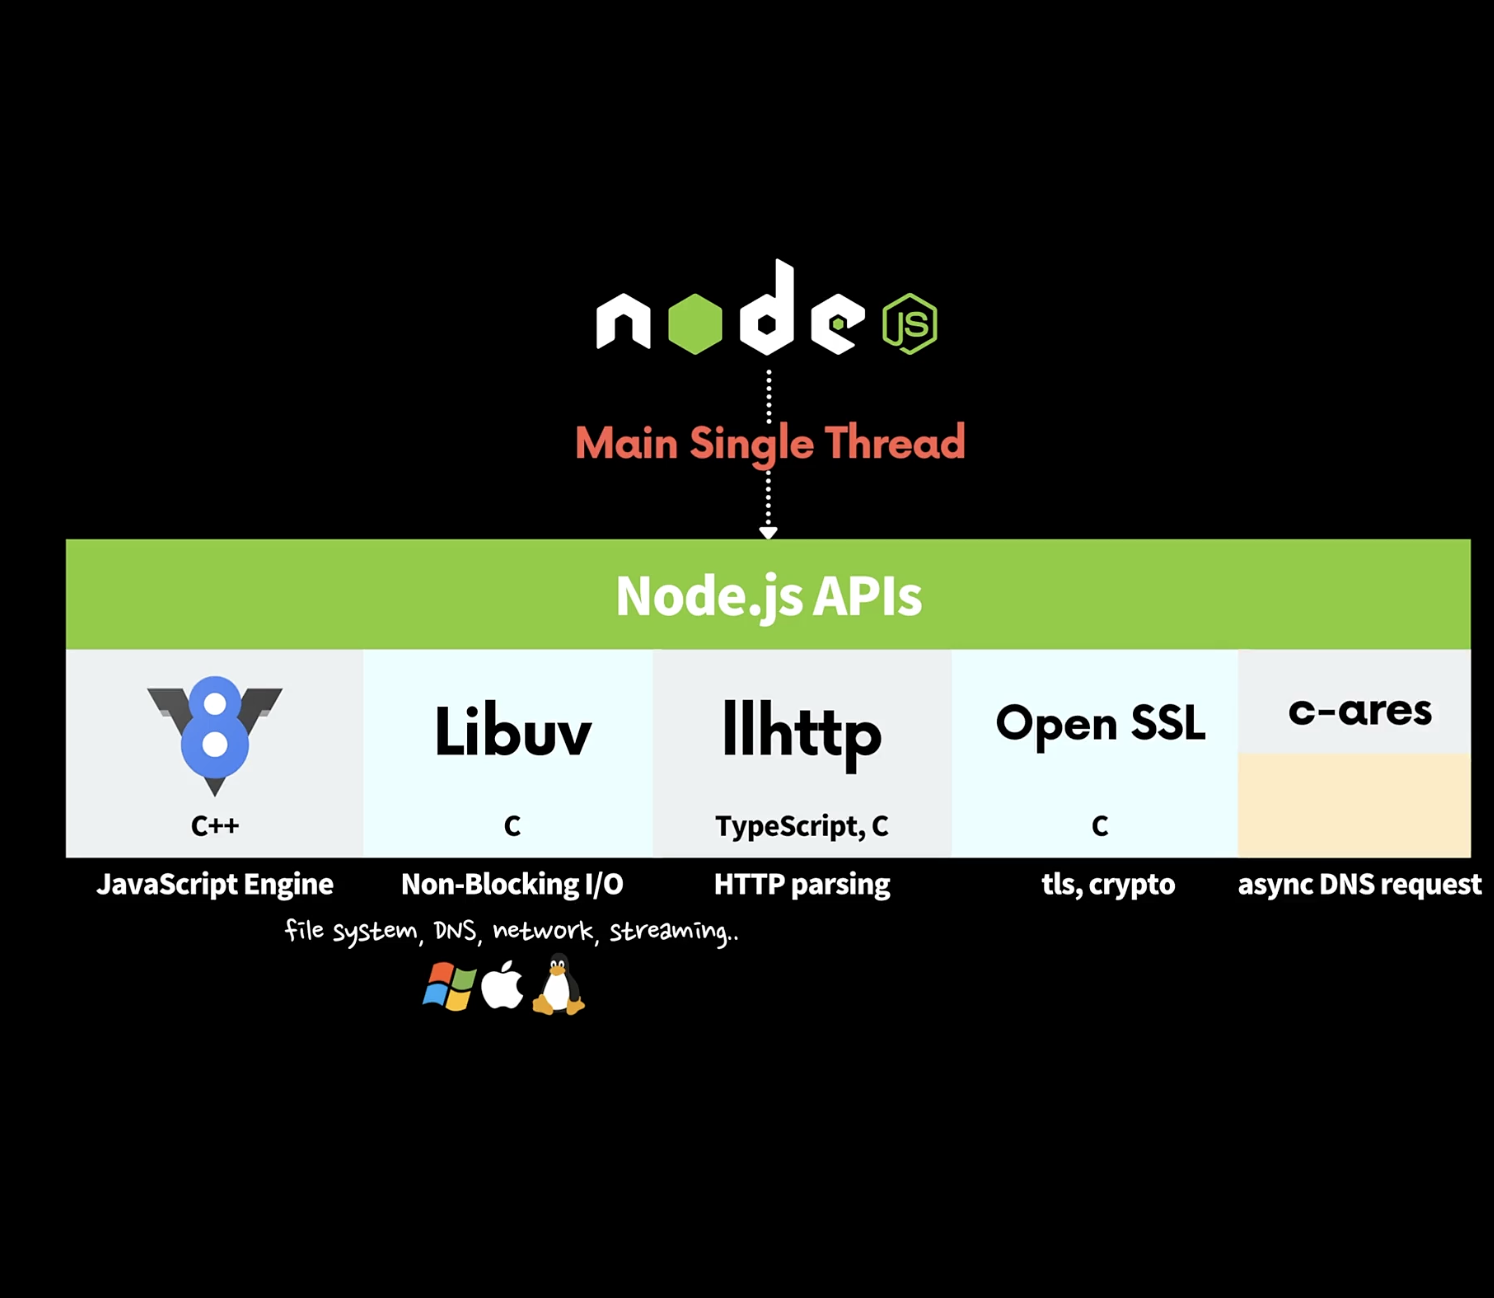 node JS
Main Single Thread
Node.js APIs
V8
Libuv
llhttp
Open SSL
c-ares
C++
C
TypeScript, C
C
JavaScript Engine
Non-Blocking I/O
HTTP parsing
tls, crypto
async DNS request
file system, DNS, network, streaming..